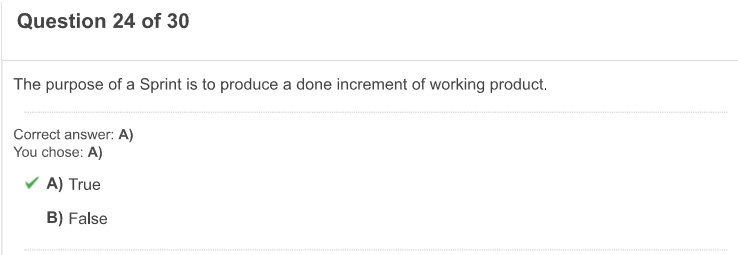 Question 24 of 30
The purpose of a Sprint is to produce a done increment of working product.
Correct answer: A)
You chose: A)
A) True
B) False